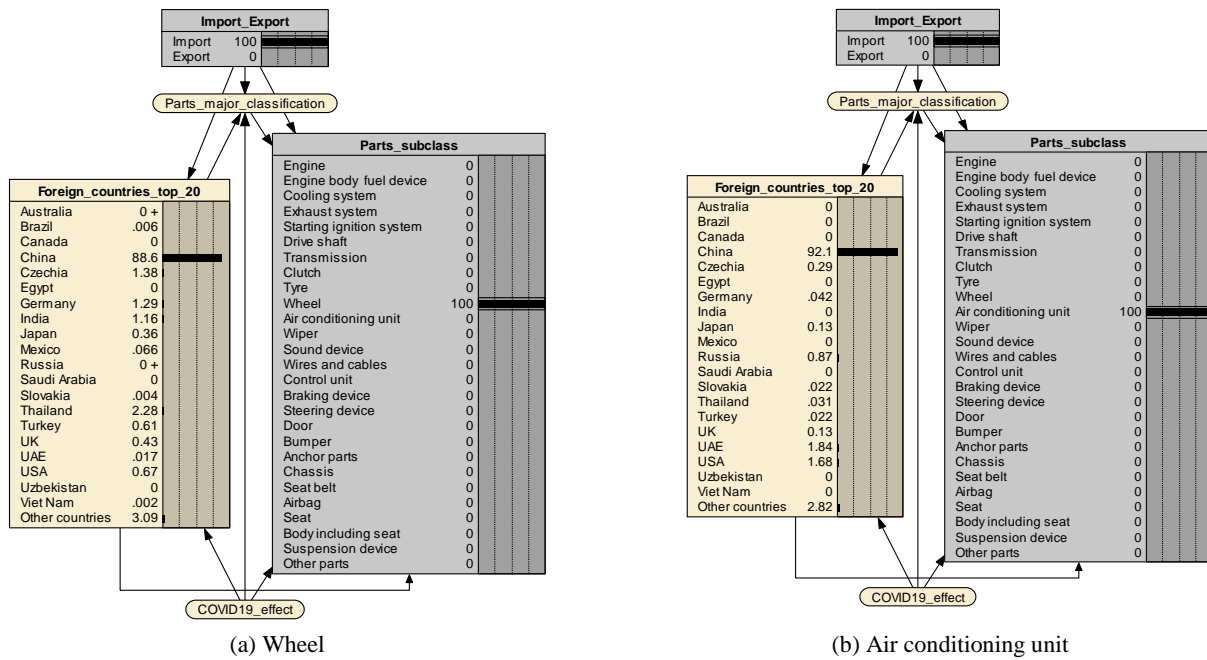 Import_Export
Import 100
Export 0
Parts_major_classification
Parts_subclass
Engine 0
Engine body fuel device 0
Cooling system 0
Exhaust system 0
Starting ignition system 0
Drive shaft 0
Transmission 0
Clutch 0
Tyre 0
Wheel 100
Air conditioning unit 0
Wiper 0
Sound device 0
Wires and cables 0
Control unit 0
Braking device 0
Steering device 0
Door 0
Bumper 0
Anchor parts 0
Chassis 0
Seat belt 0
Airbag 0
Seat 0
Body including seat 0
Suspension device 0
Other parts 0
Foreign_countries_top_20
Australia 0 +
Brazil .006
Canada 0
China 88.6
Czechia 1.38
Egypt 0
Germany 1.29
India 1.16
Japan 0.36
Mexico .066
Russia 0 +
Saudi Arabia 0
Slovakia .004
Thailand 2.28
Turkey 0.61
UK 0.43
UAE .017
USA 0.67
Uzbekistan 0
Viet Nam .002
Other countries 3.09
COVID19_effect
(a) Wheel
Import_Export
Import 100
Export 0
Parts_major_classification
Parts_subclass
Engine 0
Engine body fuel device 0
Cooling system 0
Exhaust system 0
Starting ignition system 0
Drive shaft 0
Transmission 0
Clutch 0
Tyre 0
Wheel 0
Air conditioning unit 100
Wiper 0
Sound device 0
Wires and cables 0
Control unit 0
Braking device 0
Steering device 0
Door 0
Bumper 0
Anchor parts 0
Chassis 0
Seat belt 0
Airbag 0
Seat 0
Body including seat 0
Suspension device 0
Other parts 0
Foreign_countries_top_20
Australia 0
Brazil 0
Canada 0
China 92.1
Czechia 0.29
Egypt 0
Germany .042
India 0
Japan 0.13
Mexico 0
Russia 0.87
Saudi Arabia 0
Slovakia .022
Thailand .031
Turkey .022
UK 0.13
UAE 1.84
USA 1.68
Uzbekistan 0
Viet Nam 0
Other countries 2.82
COVID19_effect
(b) Air conditioning unit